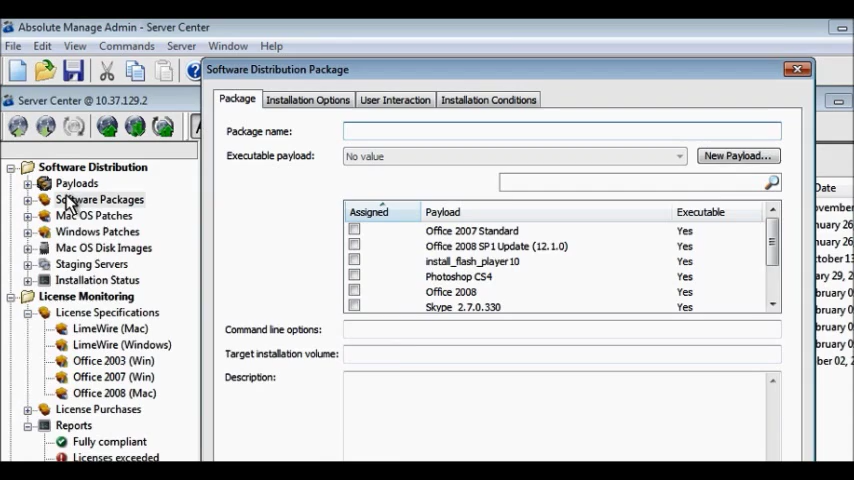 Absolute Manage Admin - Server Center
File Edit View Commands Server Window Help
Server Center @ 10.37.129.2
Software Distribution
Payloads
Software Packages
Mac OS Patches
Windows Patches
Mac OS Disk Images
Staging Servers
Installation Status
License Monitoring
License Specifications
LimeWire (Mac)
LimeWire (Windows)
Office 2003 (Win)
Office 2007 (Win)
Office 2008 (Mac)
License Purchases
Reports
Fully compliant
Licenses exceeded
Software Distribution Package
Package Installation Options User Interaction Installation Conditions
Package name:
Executable payload: No value New Payload...
Assigned Payload Executable
Office 2007 Standard Yes
Office 2008 SP1 Update (12.1.0) Yes
install_flash_player10 Yes
Photoshop CS4 Yes
Office 2008 Yes
Skype 2.7.0.330 Yes
Command line options:
Target installation volume:
Description:
Date